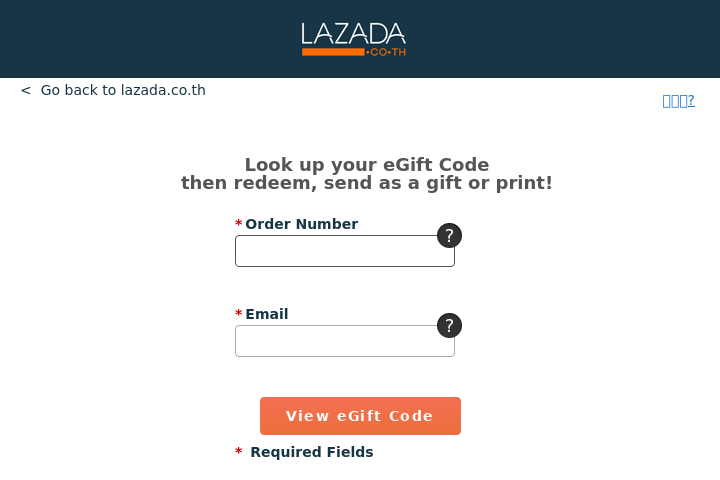 LAZADA
•CO•TH
< Go back to lazada.co.th
Look up your eGift Code
then redeem, send as a gift or print!
*Order Number
?
*Email
?
View eGift Code
* Required Fields